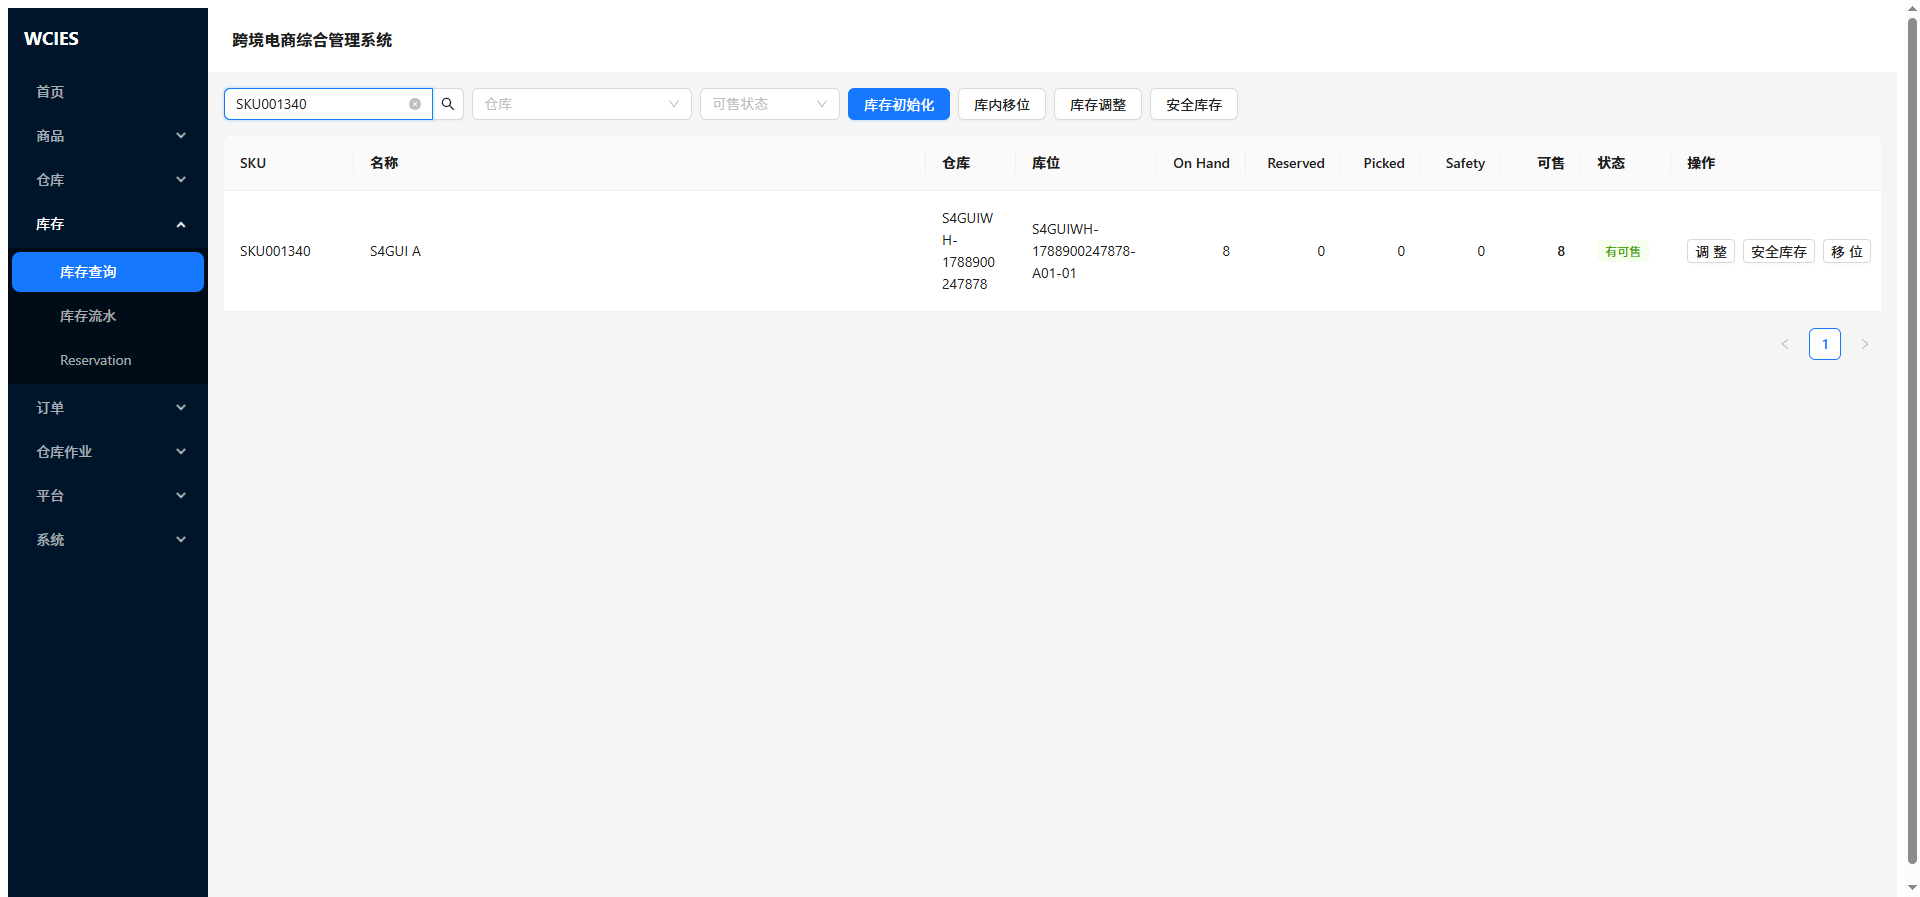 WCIES
跨境电商综合管理系统
首页
商品
仓库
库存
库存查询
库存流水
Reservation
订单
仓库作业
平台
系统
SKU001340
仓库
可售状态
库存初始化
库内移位
库存调整
安全库存
SKU
名称
仓库
库位
On Hand
Reserved
Picked
Safety
可售
状态
操作
SKU001340
S4GUI A
S4GUIW
H-
1788900
247878
S4GUIWH-
1788900247878-
A01-01
8
0
0
0
8
有可售
调 整
安全库存
移 位
1